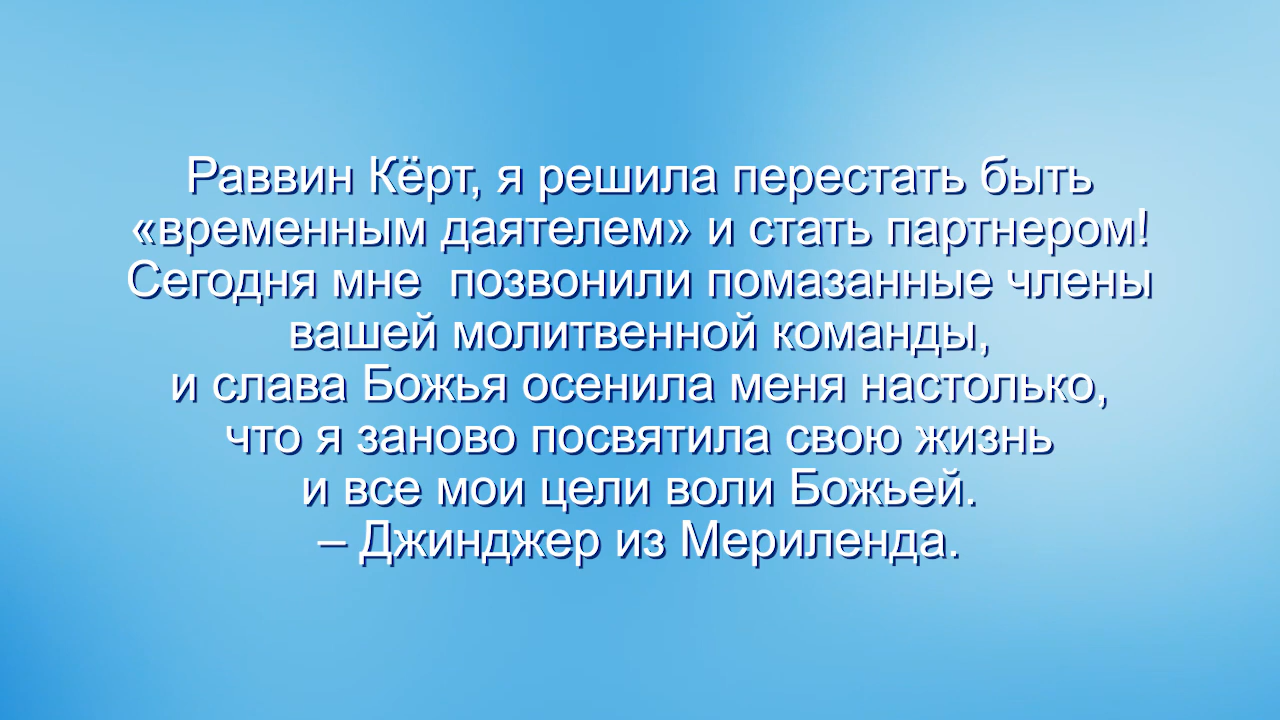 Раввин Кёрт, я решила перестать быть
«временным даятелем» и стать партнером!
Сегодня мне  позвонили помазанные члены
вашей молитвенной команды,
и слава Божья осенила меня настолько,
что я заново посвятила свою жизнь
и все мои цели воли Божьей.
– Джинджер из Мериленда.